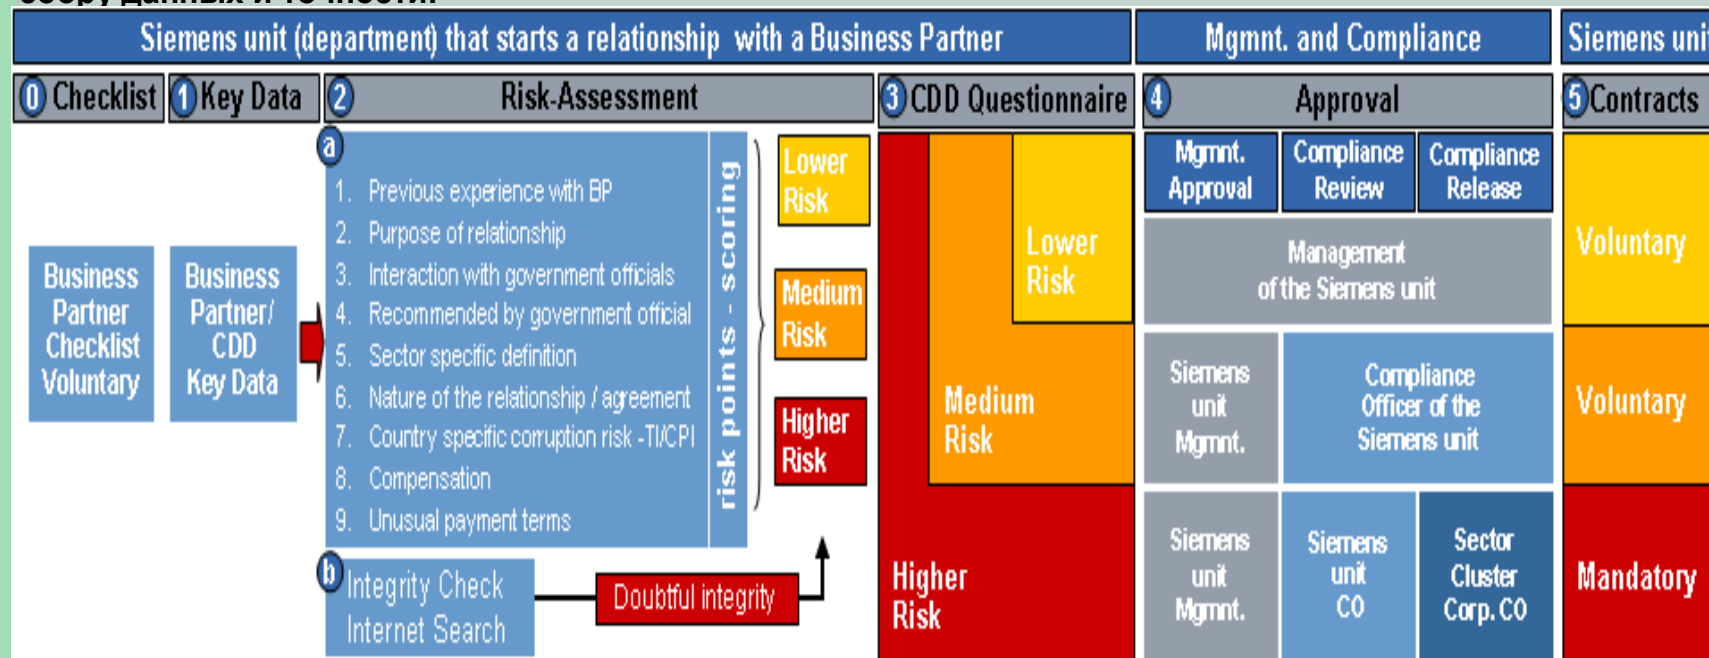 сбору данных и точности.
Siemens unit (department) that starts a relationship with a Business Partner
Mgmnt. and Compliance
Siemens unit
0 Checklist
1 Key Data
2 Risk-Assessment
3 CDD Questionnaire
4 Approval
5 Contracts
Business
Partner
Checklist
Voluntary
Business
Partner/
CDD
Key Data
a
1. Previous experience with BP
2. Purpose of relationship
3. Interaction with government officials
4. Recommended by government official
5. Sector specific definition
6. Nature of the relationship / agreement
7. Country specific corruption risk -TI/CPI
8. Compensation
9. Unusual payment terms
risk points - scoring
b
Integrity Check
Internet Search
Doubtful integrity
Lower
Risk
Medium
Risk
Higher
Risk
Lower
Risk
Medium
Risk
Higher
Risk
Mgmnt.
Approval
Compliance
Review
Compliance
Release
Management
of the Siemens unit
Siemens
unit
Mgmnt.
Compliance
Officer of the
Siemens unit
Siemens
unit
Mgmnt.
Siemens
unit
CO
Sector
Cluster
Corp. CO
Voluntary
Voluntary
Mandatory